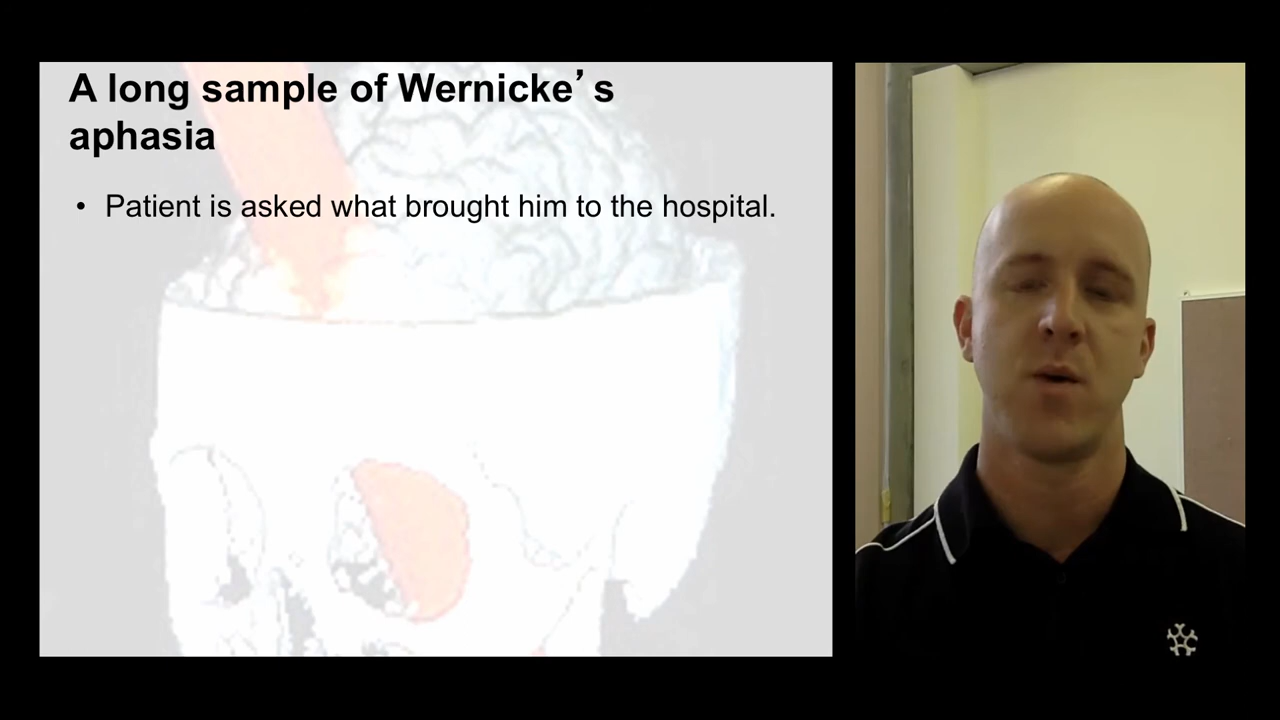 A long sample of Wernicke’s
aphasia
• Patient is asked what brought him to the hospital.